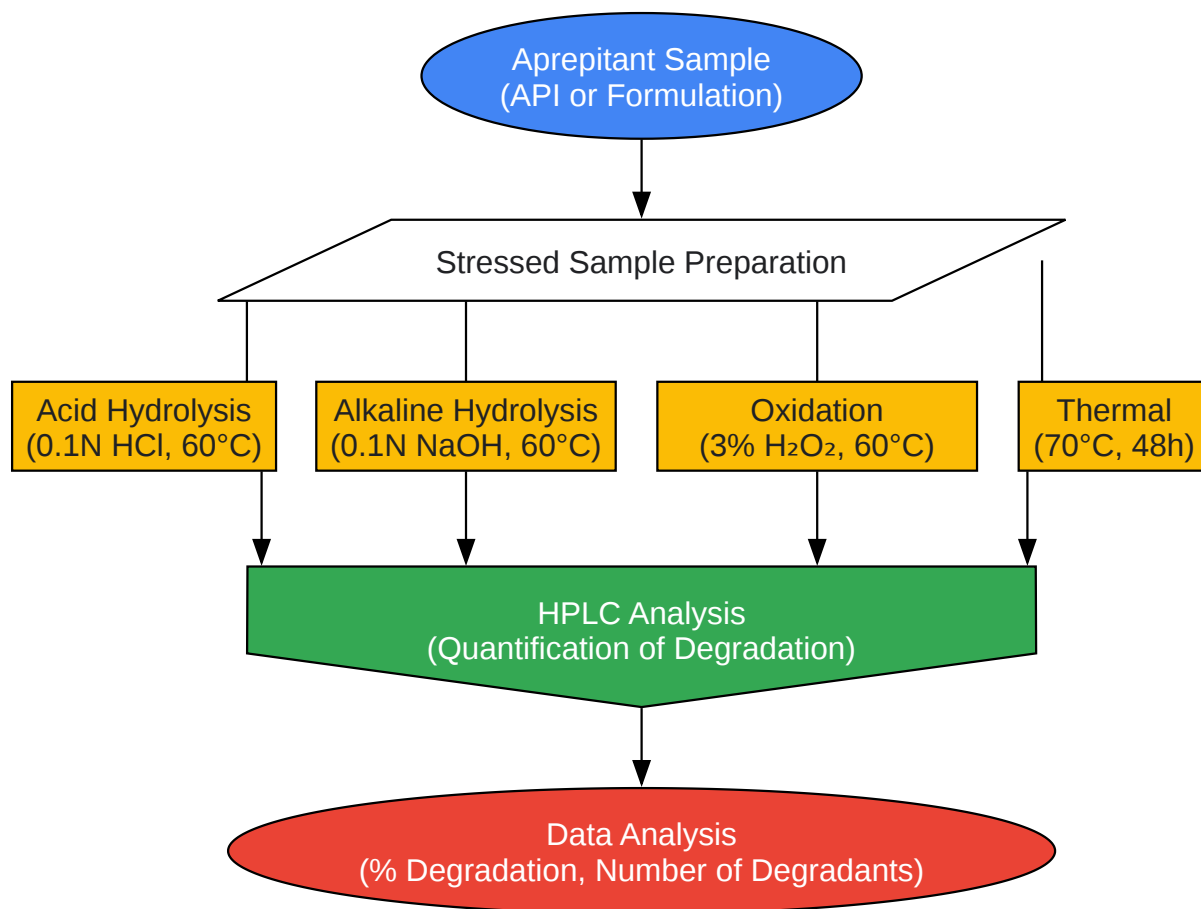 Aprepitant Sample
(API or Formulation)
Stressed Sample Preparation
Acid Hydrolysis
(0.1N HCl, 60°C)
Alkaline Hydrolysis
(0.1N NaOH, 60°C)
Oxidation
(3% H₂O₂, 60°C)
Thermal
(70°C, 48h)
HPLC Analysis
(Quantification of Degradation)
Data Analysis
(% Degradation, Number of Degradants)